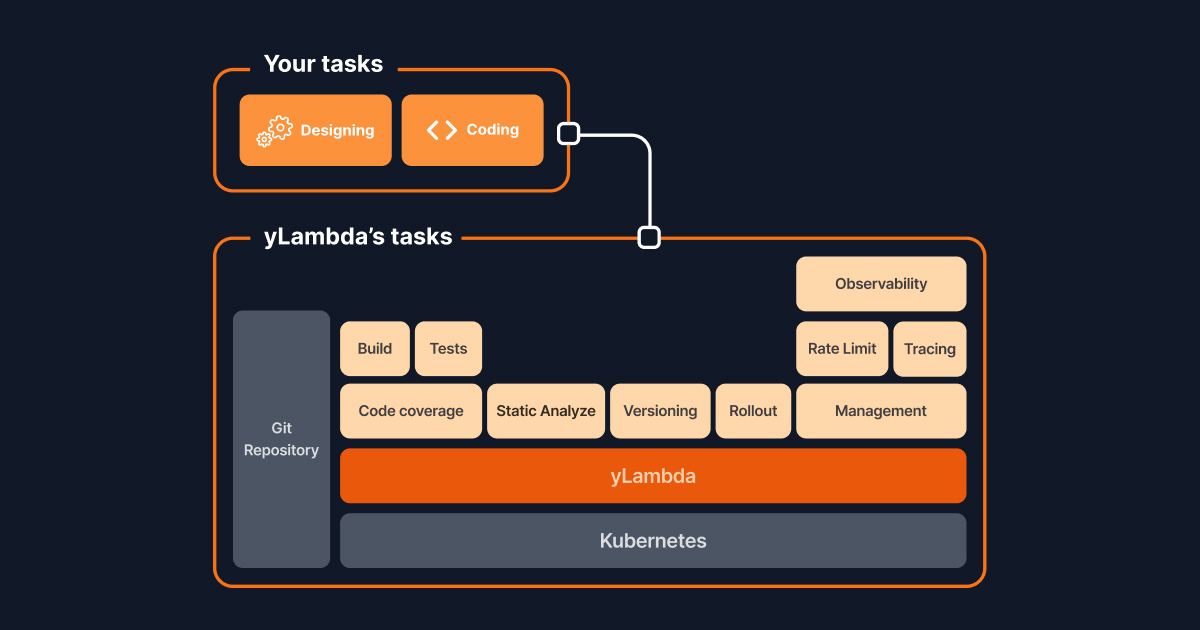 Your tasks
Designing
Coding
yLambda’s tasks
Observability
Build
Tests
Rate Limit
Tracing
Code coverage
Static Analyze
Versioning
Rollout
Management
Git
Repository
yLambda
Kubernetes